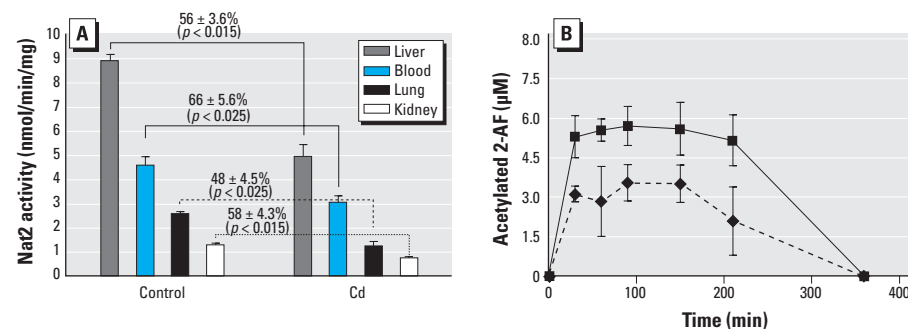 A
Nat2 activity (nmol/min/mg)
10
9
8
7
6
5
4
3
2
1
0
56 ± 3.6%
(p < 0.015)
66 ± 5.6%
(p < 0.025)
48 ± 4.5%
(p < 0.025)
58 ± 4.3%
(p < 0.015)
Liver
Blood
Lung
Kidney
Control
Cd
B
Acetylated 2-AF (µM)
9.0
7.5
6.0
4.5
3.0
1.5
0
0
100
200
300
400
Time (min)